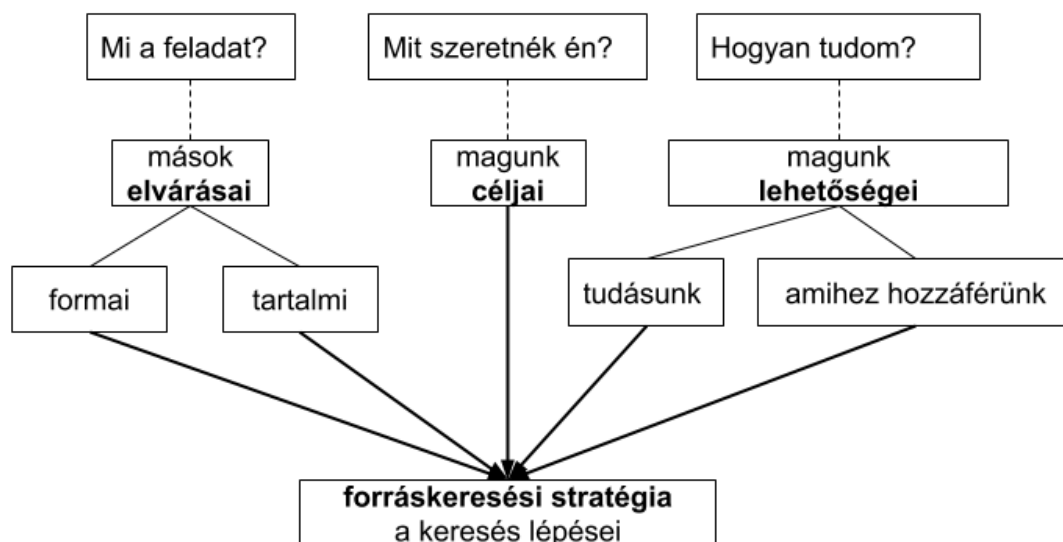 Mi a feladat?
Mit szeretnék én?
Hogyan tudom?
mások
elvárásai
magunk
céljai
magunk
lehetőségei
formai
tartalmi
tudásunk
amihez hozzáférünk
forráskeresési stratégia
a keresés lépései